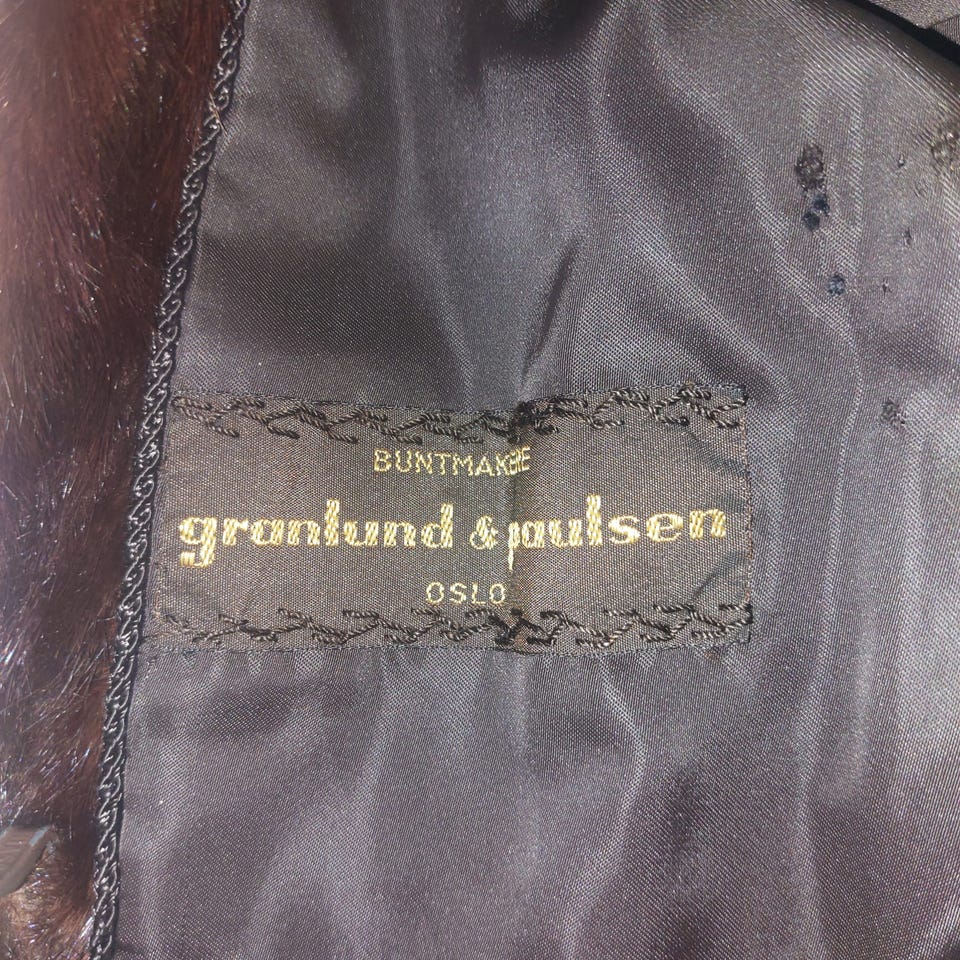 BUNTMAKERE
granlund & paulsen
OSLO